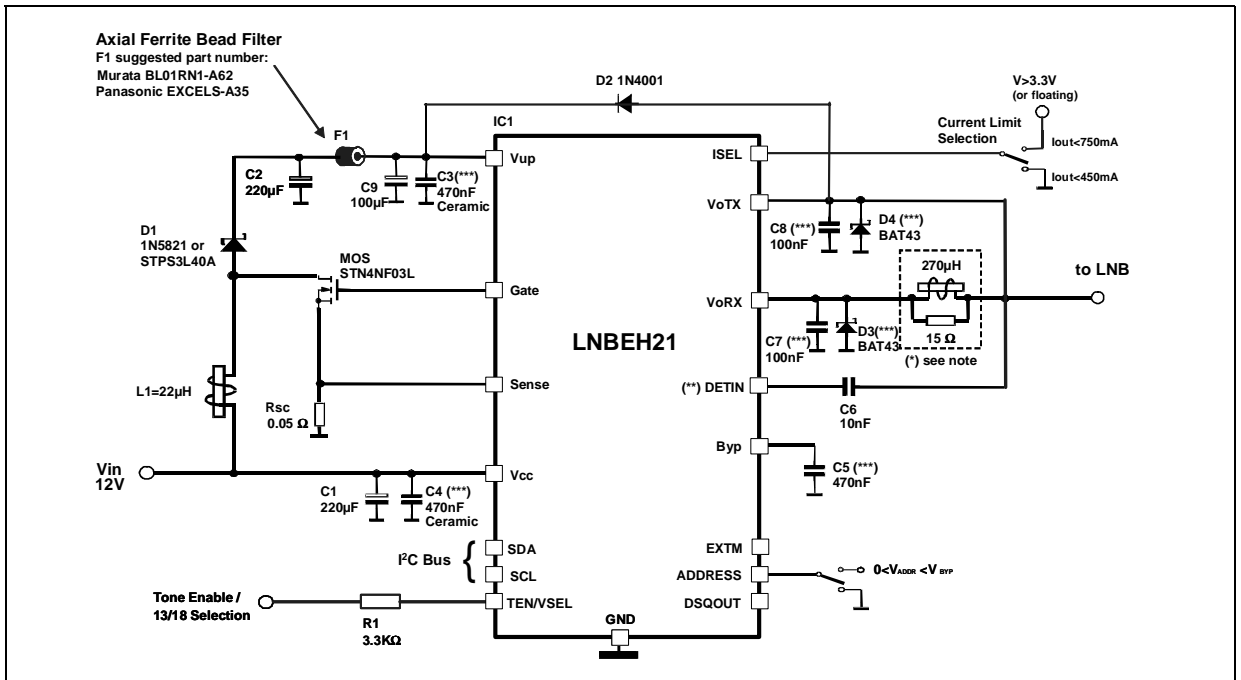 Axial Ferrite Bead Filter
F1 suggested part number:
Murata BL01RN1-A62
Panasonic EXCELS-A35
F1
IC1
D2 1N4001
V>3.3V
(or floating)
Current Limit
Selection
Iout<750mA
Iout<450mA
C2
220µF
C9
100µF
C3(***)
470nF
Ceramic
Vup
ISEL
VoTX
D1
1N5821 or
STPS3L40A
MOS
STN4NF03L
C8 (***)
100nF
D4 (***)
BAT43
270µH
to LNB
Gate
VoRX
LNBEH21
C7 (***)
100nF
D3(***)
BAT43
15 Ω
(*) see note
L1=22µH
Sense
(**) DETIN
Rsc
0.05 Ω
C6
10nF
Byp
C5 (***)
470nF
Vin
12V
Vcc
C1
220µF
C4 (***)
470nF
Ceramic
I²C Bus
{
SDA
SCL
EXTM
ADDRESS
0<VADDR <V BYP
Tone Enable /
13/18 Selection
R1
3.3KΩ
TEN/VSEL
DSQOUT
GND